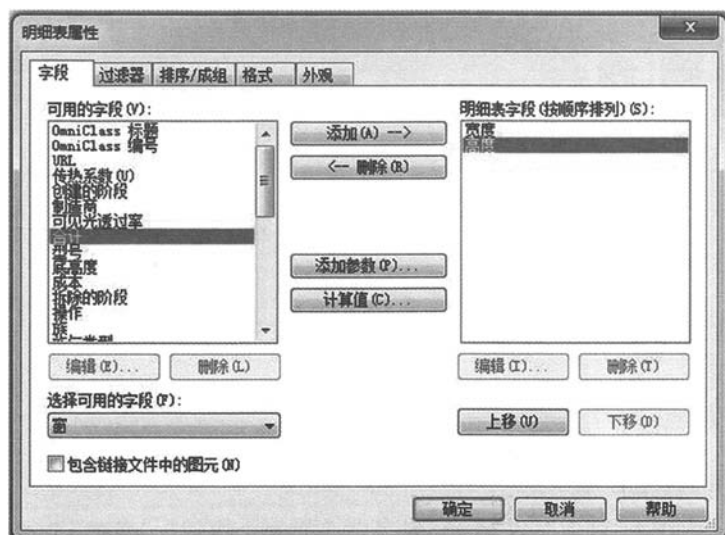 明细表属性
字段 过滤器 排序/成组 格式 外观
可用的字段(V):
OmniClass 标题
OmniClass 编号
URL
传热系数(U)
创建的阶段
制造商
可见光透过率
合计
型号
底高度
成本
拆除的阶段
操作
族
族与类型
添加(A) -->
<-- 删除(R)
添加参数(P)...
计算值(C)...
明细表字段(按顺序排列)(S):
宽度
高度
编辑(E)... 删除(L)
编辑(I)... 删除(T)
选择可用的字段(F):
窗
上移(U) 下移(D)
包含链接文件中的图元(N)
确定 取消 帮助